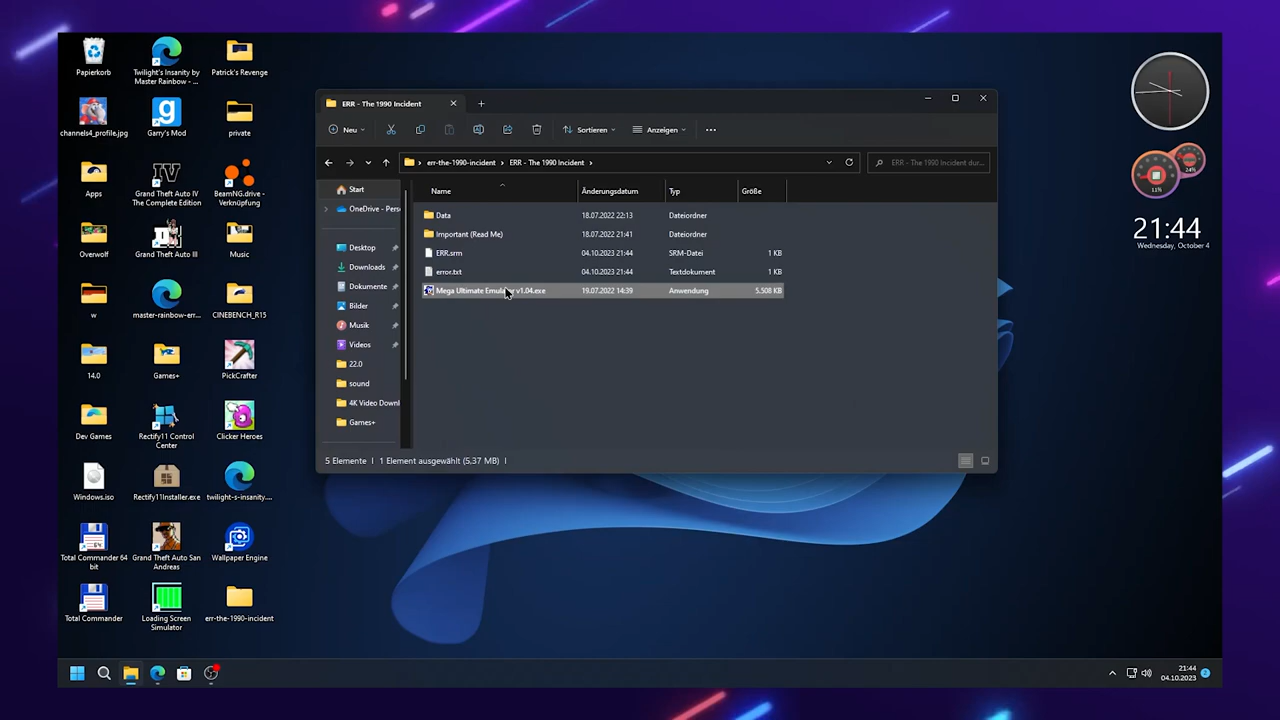 Papierkorb
Twilight's Insanity by
Master Rainbow - ...
Patrick's Revenge
channels4_profile.jpg
Garry's Mod
private
Apps
Grand Theft Auto IV
The Complete Edition
BeamNG.drive -
Verknüpfung
Overwolf
Grand Theft Auto III
Music
w
master-rainbow-err...
CINEBENCH_R15
14.0
Games+
PickCrafter
Dev Games
Rectify11 Control
Center
Clicker Heroes
Windows.iso
Rectify11Installer.exe
twilight-s-insanity....
Total Commander 64
bit
Grand Theft Auto San
Andreas
Wallpaper Engine
Total Commander
Loading Screen
Simulator
err-the-1990-incident
ERR - The 1990 Incident
Neu
Sortieren
Anzeigen
err-the-1990-incident > ERR - The 1990 Incident >
ERR - The 1990 Incident dur...
Start
OneDrive - Pers
Desktop
Downloads
Dokumente
Bilder
Musik
Videos
22.0
sound
4K Video Downl
Games+
Name Änderungsdatum Typ Größe
Data 18.07.2022 22:13 Dateiordner
Important (Read Me) 18.07.2022 21:41 Dateiordner
ERR.srm 04.10.2023 21:44 SRM-Datei 1 KB
error.txt 04.10.2023 21:44 Textdokument 1 KB
Mega Ultimate Emulator v1.04.exe 19.07.2022 14:39 Anwendung 5.508 KB
5 Elemente 1 Element ausgewählt (5,37 MB)
11%
24%
21:44
Wednesday, October 4
21:44
04.10.2023
2